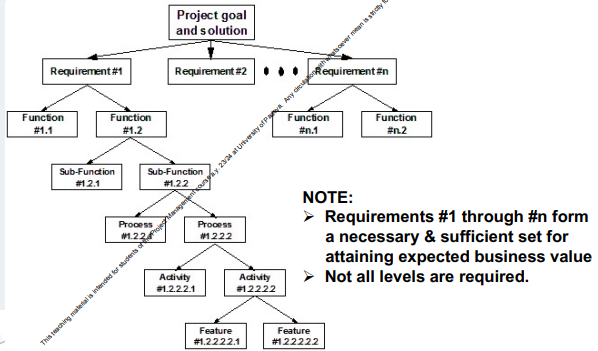 Project goal
and solution
Requirement #1
Requirement #2
Requirement #n
Function
#1.1
Function
#1.2
Function
#n.1
Function
#n.2
Sub-Function
#1.2.1
Sub-Function
#1.2.2
Process
#1.2.2.1
Process
#1.2.2.2
Activity
#1.2.2.2.1
Activity
#1.2.2.2.2
Feature
#1.2.2.2.2.1
Feature
#1.2.2.2.2.2
NOTE:
➢ Requirements #1 through #n form
a necessary & sufficient set for
attaining expected business value
➢ Not all levels are required.
This teaching material is intended for students of the Project Management course a.y. 23/24 at University of Padova. Any circulation with whatsoever mean is strictly